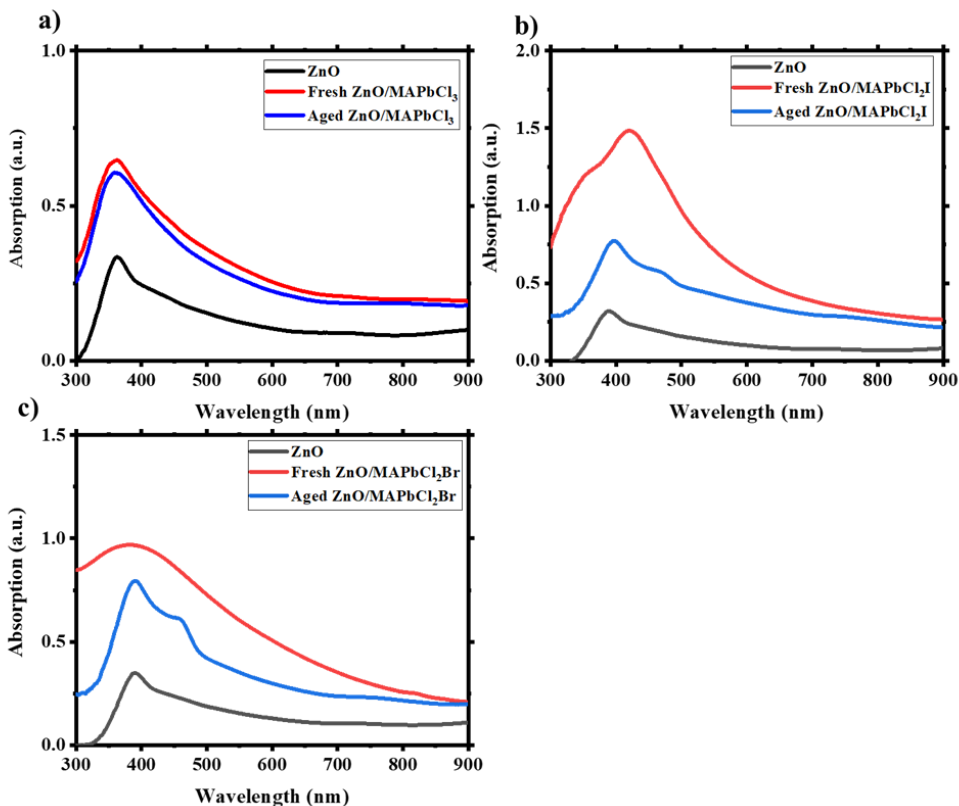 a)
1.0
0.5
0.0
Absorption (a.u.)
ZnO
Fresh ZnO/MAPbCl₃
Aged ZnO/MAPbCl₃
300 400 500 600 700 800 900
Wavelength (nm)
b)
2.0
1.5
1.0
0.5
0.0
Absorption (a.u.)
ZnO
Fresh ZnO/MAPbCl₂I
Aged ZnO/MAPbCl₂I
300 400 500 600 700 800 900
Wavelength (nm)
c)
1.5
1.0
0.5
0.0
Absorption (a.u.)
ZnO
Fresh ZnO/MAPbCl₂Br
Aged ZnO/MAPbCl₂Br
300 400 500 600 700 800 900
Wavelength (nm)